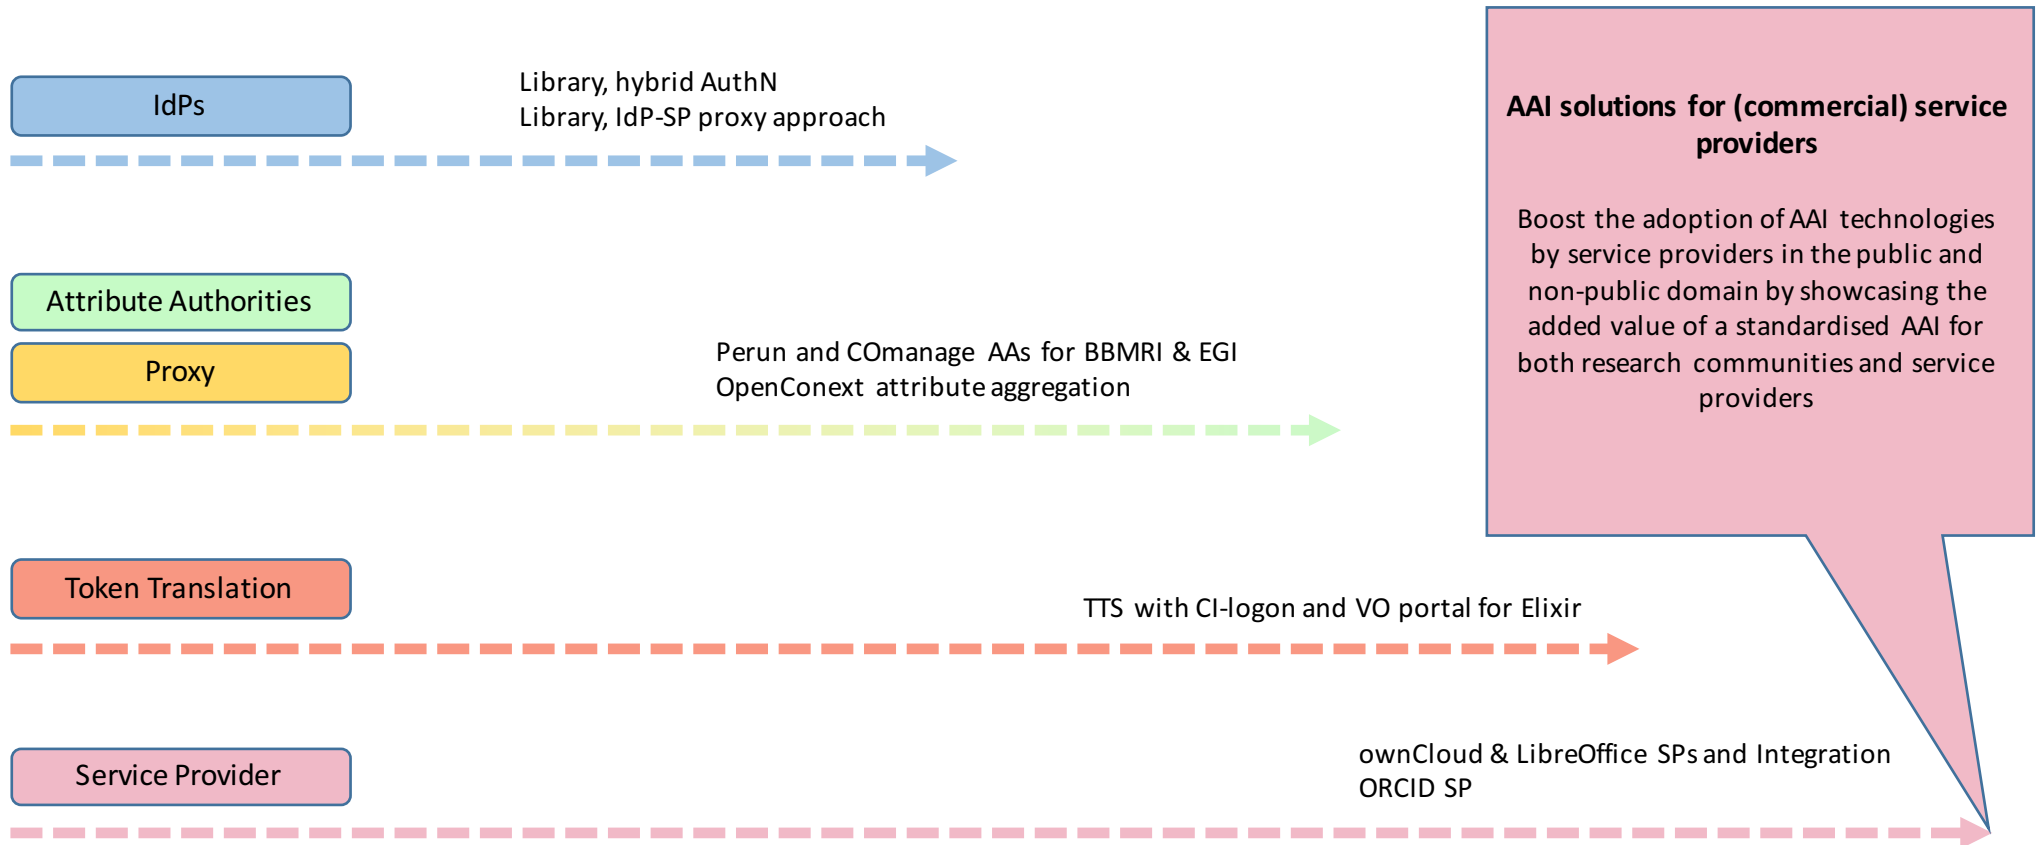 IdPs
Library, hybrid AuthN
Library, IdP-SP proxy approach
Attribute Authorities
Proxy
Perun and COmanage AAs for BBMRI & EGI
OpenConext attribute aggregation
Token Translation
TTS with CI-logon and VO portal for Elixir
Service Provider
ownCloud & LibreOffice SPs and Integration
ORCID SP
AAI solutions for (commercial) service
providers
Boost the adoption of AAI technologies
by service providers in the public and
non-public domain by showcasing the
added value of a standardised AAI for
both research communities and service
providers